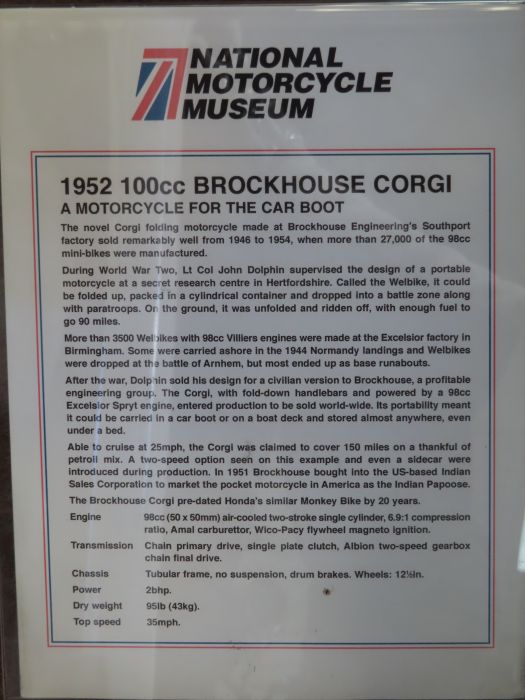 NATIONAL
MOTORCYCLE
MUSEUM
1952 100cc BROCKHOUSE CORGI
A MOTORCYCLE FOR THE CAR BOOT
The novel Corgi folding motorcycle made at Brockhouse Engineering's Southport
factory sold remarkably well from 1946 to 1954, when more than 27,000 of the 98cc
mini-bikes were manufactured.
During World War Two, Lt Col John Dolphin supervised the design of a portable
motorcycle at a secret research centre in Hertfordshire. Called the Welbike, it could
be folded up, packed in a cylindrical container and dropped into a battle zone along
with paratroops. On the ground, it was unfolded and ridden off, with enough fuel to
go 90 miles.
More than 3500 Welbikes with 98cc Villiers engines were made at the Excelsior factory in
Birmingham. Some were carried ashore in the 1944 Normandy landings and Welbikes
were dropped at the battle of Arnhem, but most ended up as base runabouts.
After the war, Dolphin sold his design for a civilian version to Brockhouse, a profitable
engineering group. The Corgi, with fold-down handlebars and powered by a 98cc
Excelsior Spryt engine, entered production to be sold world-wide. Its portability meant
it could be carried in a car boot or on a boat deck and stored almost anywhere, even
under a bed.
Able to cruise at 25mph, the Corgi was claimed to cover 150 miles on a thankful of
petroil mix. A two-speed option seen on this example and even a sidecar were
introduced during production. In 1951 Brockhouse bought into the US-based Indian
Sales Corporation to market the pocket motorcycle in America as the Indian Papoose.
The Brockhouse Corgi pre-dated Honda's similar Monkey Bike by 20 years.
Engine 98cc (50 x 50mm) air-cooled two-stroke single cylinder, 6.9:1 compression
ratio, Amal carburettor, Wico-Pacy flywheel magneto ignition.
Transmission Chain primary drive, single plate clutch, Albion two-speed gearbox
chain final drive.
Chassis Tubular frame, no suspension, drum brakes. Wheels: 12½in.
Power 2bhp.
Dry weight 95lb (43kg).
Top speed 35mph.